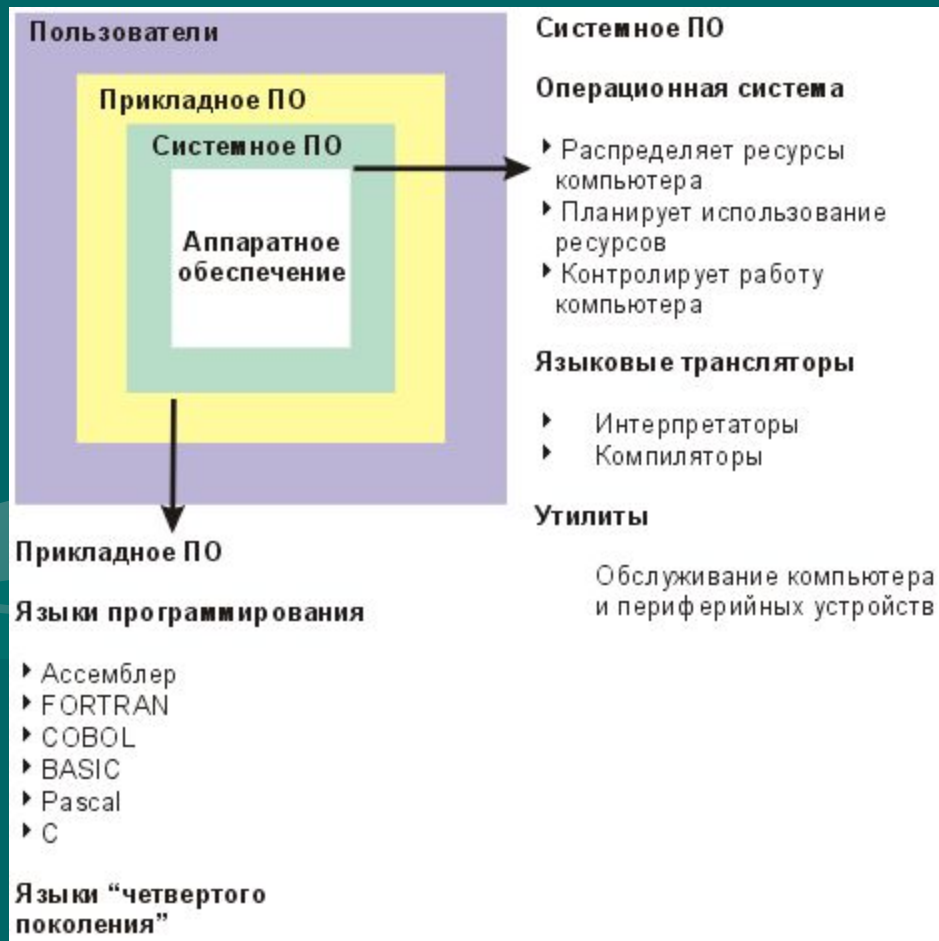 Пользователи
Прикладное ПО
Системное ПО
Аппаратное
обеспечение
Системное ПО
Операционная система
Распределяет ресурсы
компьютера
Планирует использование
ресурсов
Контролирует работу
компьютера
Языковые трансляторы
Интерпретаторы
Компиляторы
Утилиты
Обслуживание компьютера
и периферийных устройств
Прикладное ПО
Языки программирования
Ассемблер
FORTRAN
COBOL
BASIC
Pascal
C
Языки “четвертого
поколения”